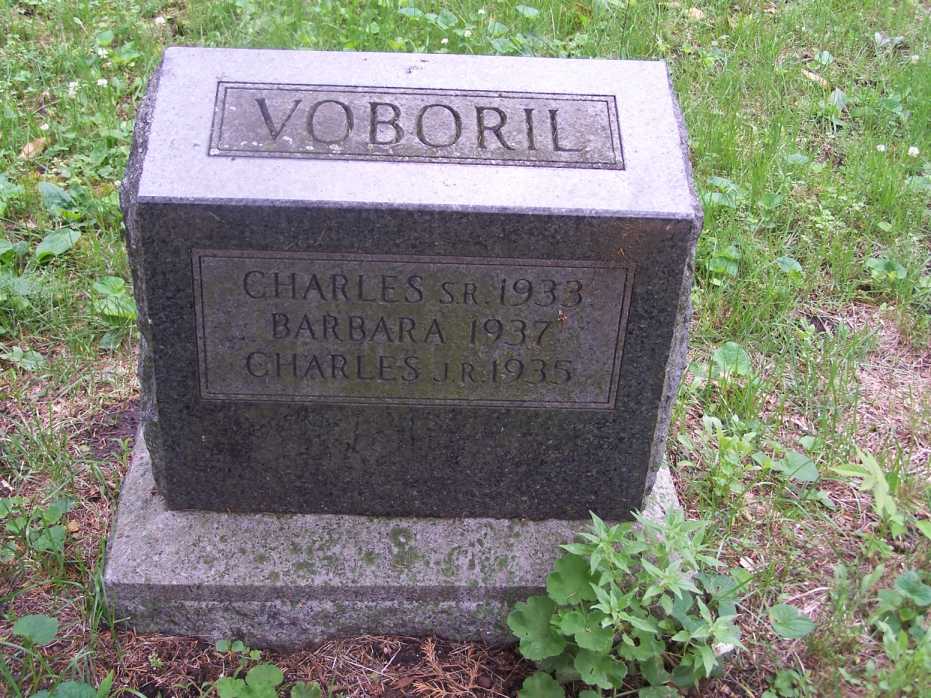 VOBORIL
CHARLES SR. 1933
BARBARA 1937
CHARLES JR. 1935